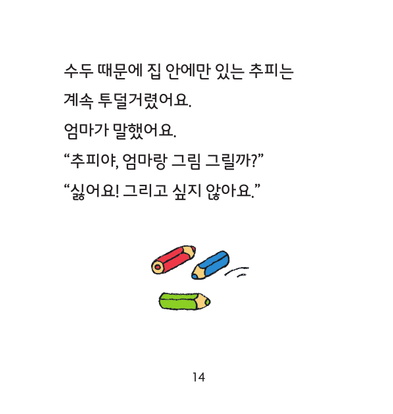 수두 때문에 집 안에만 있는 추피는
계속 투덜거렸어요.
엄마가 말했어요.
“추피야, 엄마랑 그림 그릴까?”
“싫어요! 그리고 싶지 않아요.”
14